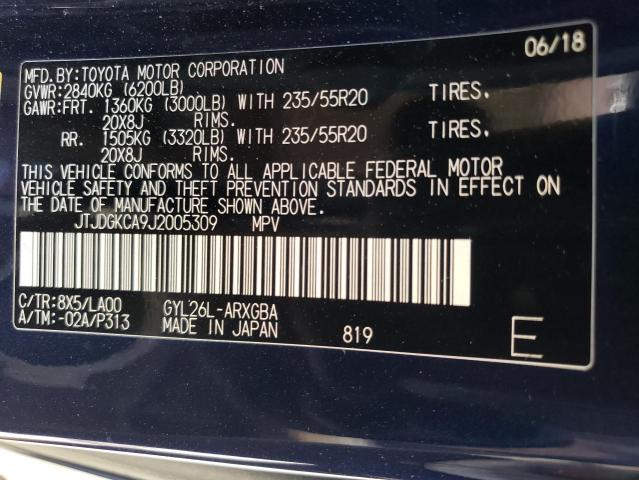 06/18
MFD.BY:TOYOTA MOTOR CORPORATION
GVWR:2840KG (6200LB)
GAWR:FRT. 1360KG (3000LB) WITH 235/55R20 TIRES.
20X8J RIMS.
RR. 1505KG (3320LB) WITH 235/55R20 TIRES.
20X8J RIMS.
THIS VEHICLE CONFORMS TO ALL APPLICABLE FEDERAL MOTOR
VEHICLE SAFETY AND THEFT PREVENTION STANDARDS IN EFFECT ON
THE DATE OF MANUFACTURE SHOWN ABOVE.
JTJDGKCA9J2005309 MPV
C/TR:8X5/LA00 GYL26L-ARXGBA
A/TM:-02A/P313 MADE IN JAPAN 819 E